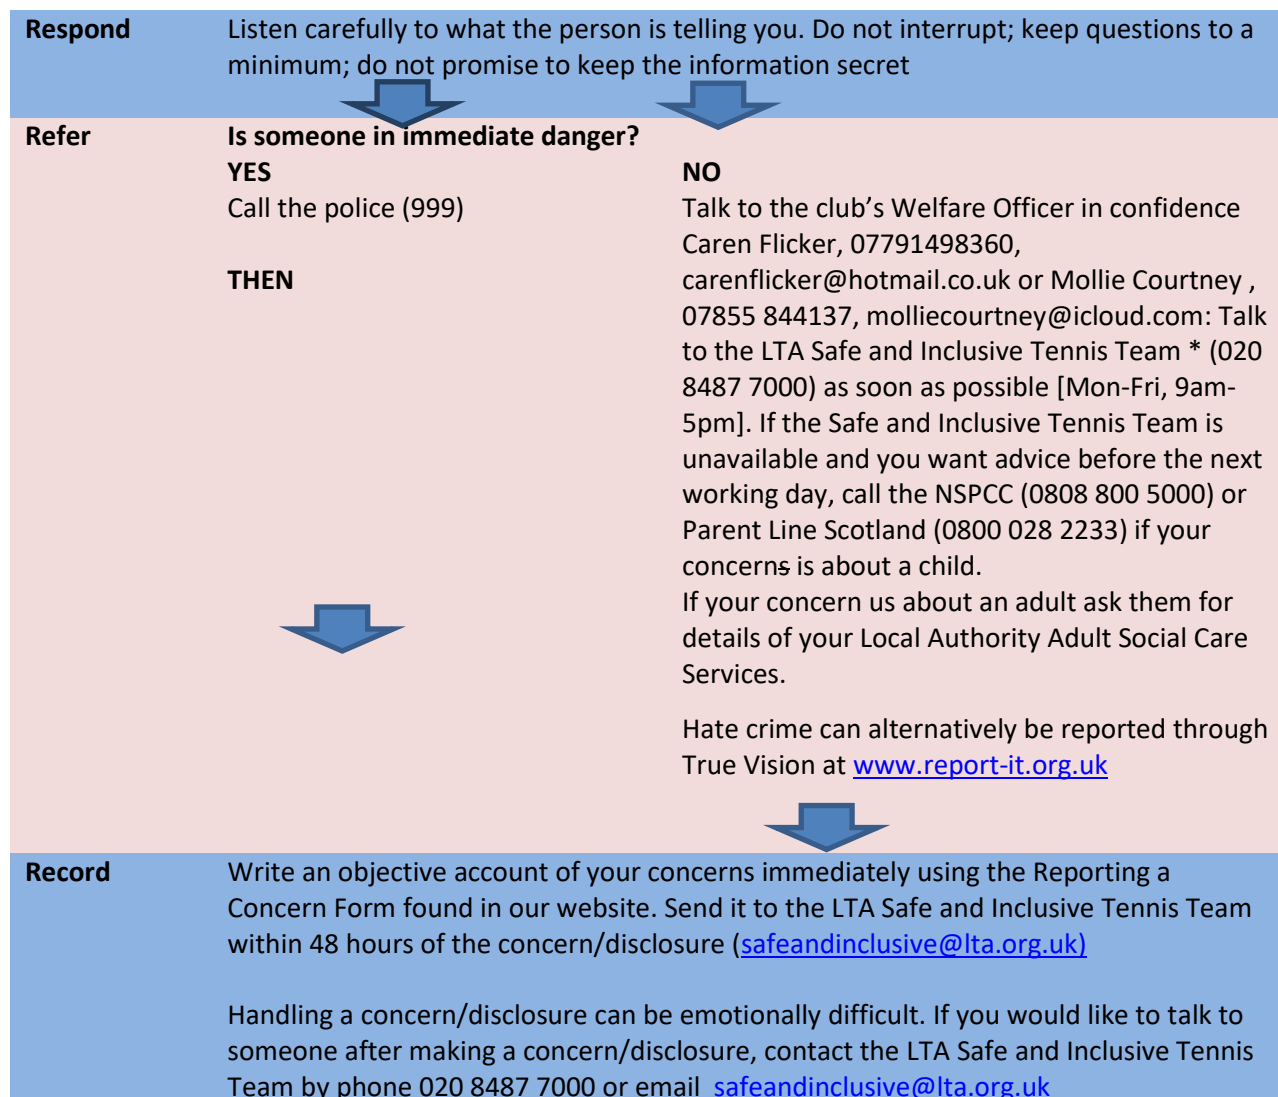 Respond
Listen carefully to what the person is telling you. Do not interrupt; keep questions to a
minimum; do not promise to keep the information secret
Refer
Is someone in immediate danger?
YES
Call the police (999)
THEN
NO
Talk to the club’s Welfare Officer in confidence
Caren Flicker, 07791498360,
carenflicker@hotmail.co.uk or Mollie Courtney ,
07855 844137, molliecourtney@icloud.com: Talk
to the LTA Safe and Inclusive Tennis Team * (020
8487 7000) as soon as possible [Mon-Fri, 9am-
5pm]. If the Safe and Inclusive Tennis Team is
unavailable and you want advice before the next
working day, call the NSPCC (0808 800 5000) or
Parent Line Scotland (0800 028 2233) if your
concerns is about a child.
If your concern us about an adult ask them for
details of your Local Authority Adult Social Care
Services.
Hate crime can alternatively be reported through
True Vision at www.report-it.org.uk
Record
Write an objective account of your concerns immediately using the Reporting a
Concern Form found in our website. Send it to the LTA Safe and Inclusive Tennis Team
within 48 hours of the concern/disclosure (safeandinclusive@lta.org.uk)
Handling a concern/disclosure can be emotionally difficult. If you would like to talk to
someone after making a concern/disclosure, contact the LTA Safe and Inclusive Tennis
Team by phone 020 8487 7000 or email safeandinclusive@lta.org.uk